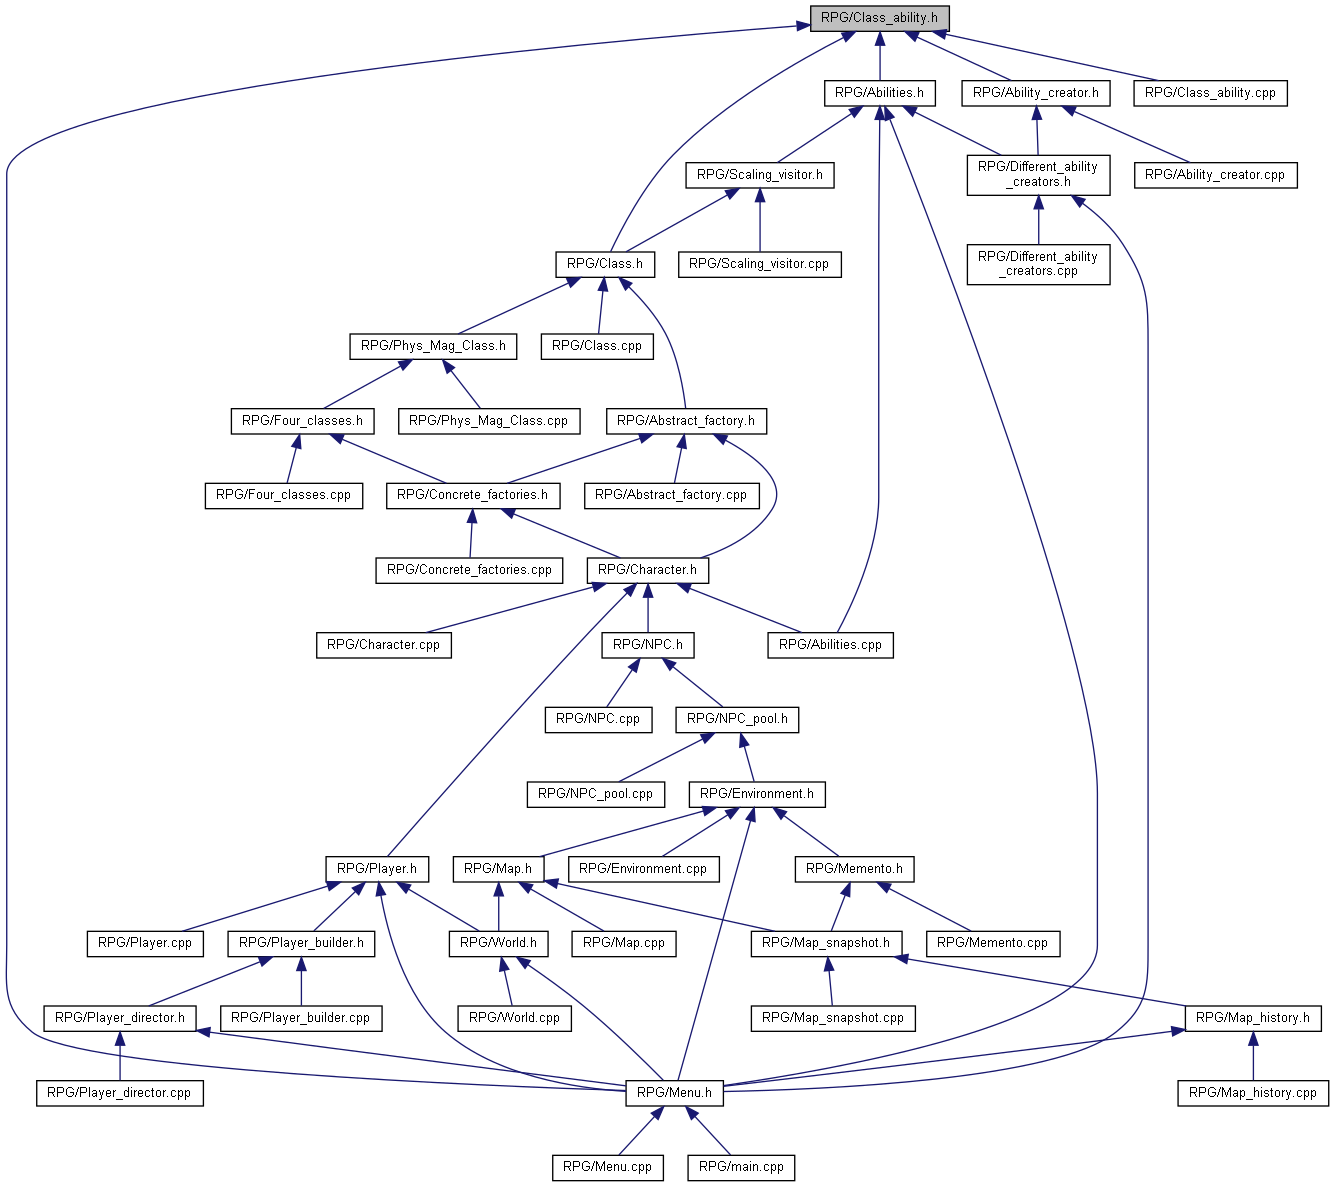 RPG/Class_ability.h
RPG/Abilities.h
RPG/Ability_creator.h
RPG/Class_ability.cpp
RPG/Scaling_visitor.h
RPG/Different_ability
_creators.h
RPG/Ability_creator.cpp
RPG/Class.h
RPG/Scaling_visitor.cpp
RPG/Different_ability
_creators.cpp
RPG/Phys_Mag_Class.h
RPG/Class.cpp
RPG/Four_classes.h
RPG/Phys_Mag_Class.cpp
RPG/Abstract_factory.h
RPG/Four_classes.cpp
RPG/Concrete_factories.h
RPG/Abstract_factory.cpp
RPG/Concrete_factories.cpp
RPG/Character.h
RPG/Character.cpp
RPG/NPC.h
RPG/Abilities.cpp
RPG/NPC.cpp
RPG/NPC_pool.h
RPG/NPC_pool.cpp
RPG/Environment.h
RPG/Player.h
RPG/Map.h
RPG/Environment.cpp
RPG/Memento.h
RPG/Player.cpp
RPG/Player_builder.h
RPG/World.h
RPG/Map.cpp
RPG/Map_snapshot.h
RPG/Memento.cpp
RPG/Player_director.h
RPG/Player_builder.cpp
RPG/World.cpp
RPG/Map_snapshot.cpp
RPG/Map_history.h
RPG/Player_director.cpp
RPG/Menu.h
RPG/Map_history.cpp
RPG/Menu.cpp
RPG/main.cpp